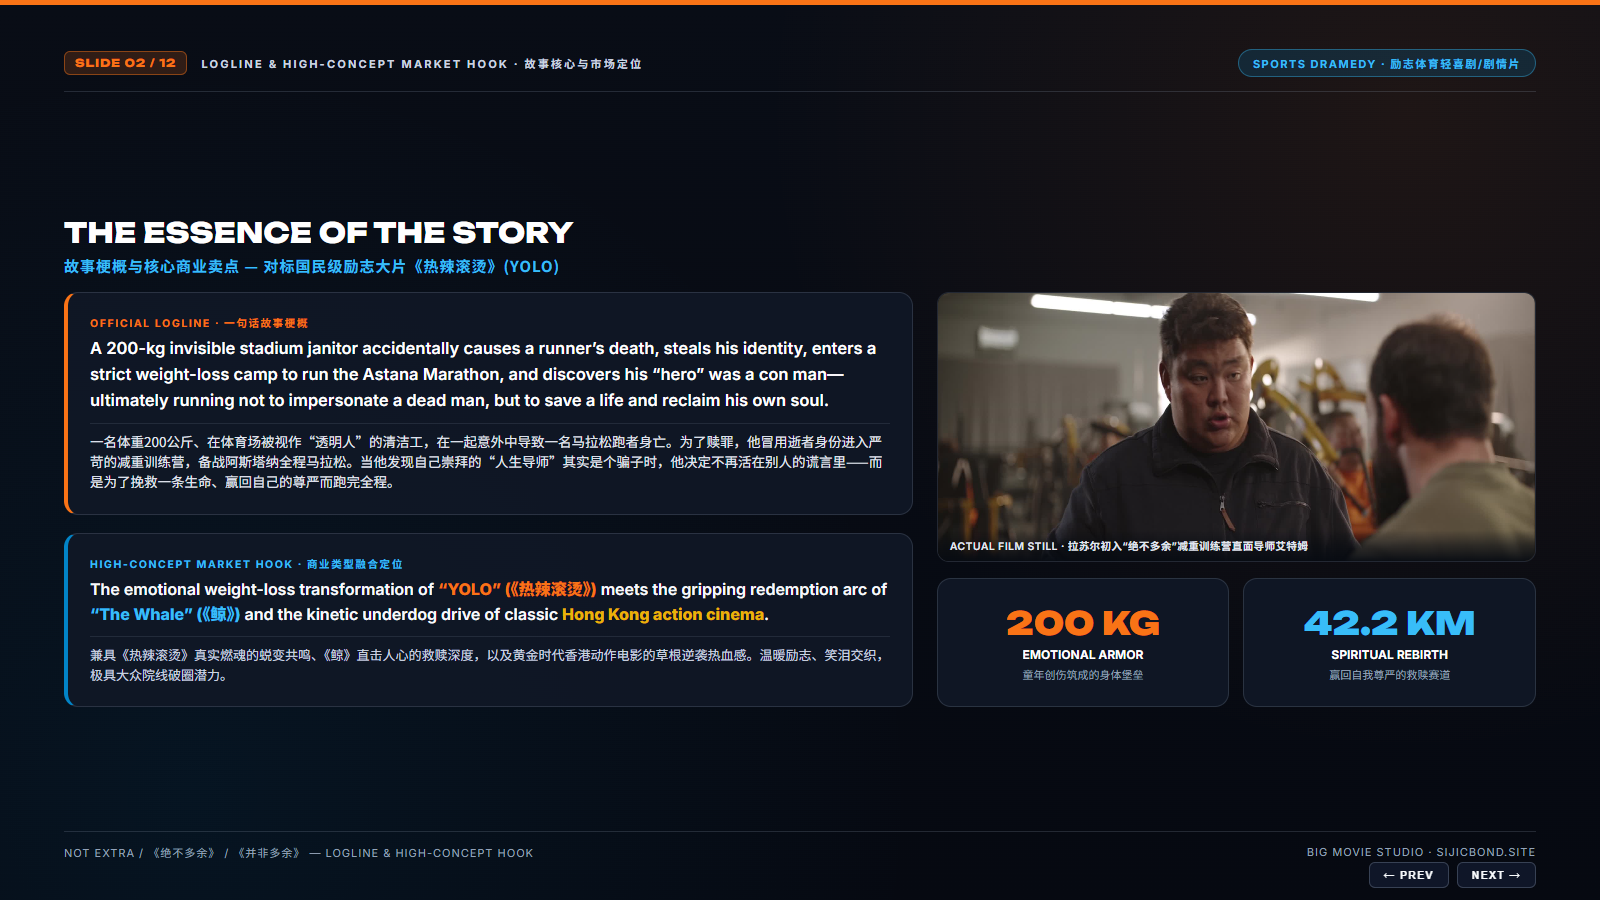 SLIDE 02 / 12
LOGLINE & HIGH-CONCEPT MARKET HOOK · 故事核心与市场定位
SPORTS DRAMEDY · 励志体育轻喜剧/剧情片
THE ESSENCE OF THE STORY
故事梗概与核心商业卖点 — 对标国民级励志大片《热辣滚烫》(YOLO)
OFFICIAL LOGLINE · 一句话故事梗概
A 200-kg invisible stadium janitor accidentally causes a runner’s death, steals his identity, enters a
strict weight-loss camp to run the Astana Marathon, and discovers his “hero” was a con man—
ultimately running not to impersonate a dead man, but to save a life and reclaim his own soul.
一名体重200公斤、在体育场被视作“透明人”的清洁工，在一起意外中导致一名马拉松跑者身亡。为了赎罪，他冒用逝者身份进入严
苛的减重训练营，备战阿斯塔纳全程马拉松。当他发现自己崇拜的“人生导师”其实是个骗子时，他决定不再活在别人的谎言里——而
是为了挽救一条生命、赢回自己的尊严而跑完全程。
HIGH-CONCEPT MARKET HOOK · 商业类型融合定位
The emotional weight-loss transformation of “YOLO” (《热辣滚烫》) meets the gripping redemption arc of
“The Whale” (《鲸》) and the kinetic underdog drive of classic Hong Kong action cinema.
兼具《热辣滚烫》真实燃魂的蜕变共鸣、《鲸》直击人心的救赎深度，以及黄金时代香港动作电影的草根逆袭热血感。温暖励志、笑泪交织，
极具大众院线破圈潜力。
ACTUAL FILM STILL · 拉苏尔初入“绝不多余”减重训练营直面导师艾特姆
200 KG
EMOTIONAL ARMOR
童年创伤筑成的身体堡垒
42.2 KM
SPIRITUAL REBIRTH
赢回自我尊严的救赎赛道
NOT EXTRA / 《绝不多余》 / 《并非多余》 — LOGLINE & HIGH-CONCEPT HOOK
BIG MOVIE STUDIO · SIJICBOND.SITE
← PREV
NEXT →